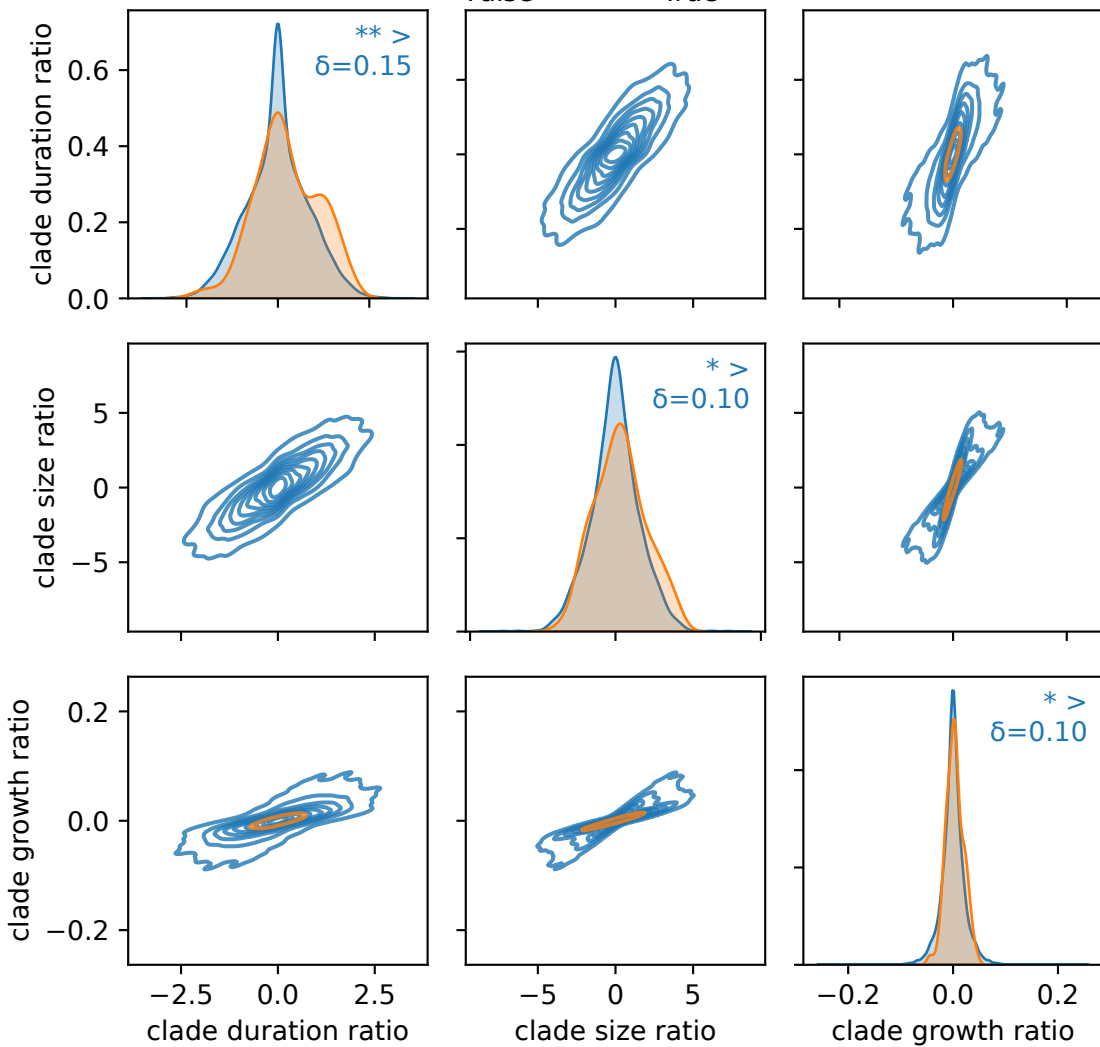 True
** >
δ=0.15
clade duration ratio
0.6
0.4
0.2
0.0
* >
δ=0.10
clade size ratio
5
0
−5
* >
δ=0.10
clade growth ratio
0.2
0.0
−0.2
−2.5 0.0 2.5
−5 0 5
−0.2 0.0 0.2
clade duration ratio
clade size ratio
clade growth ratio